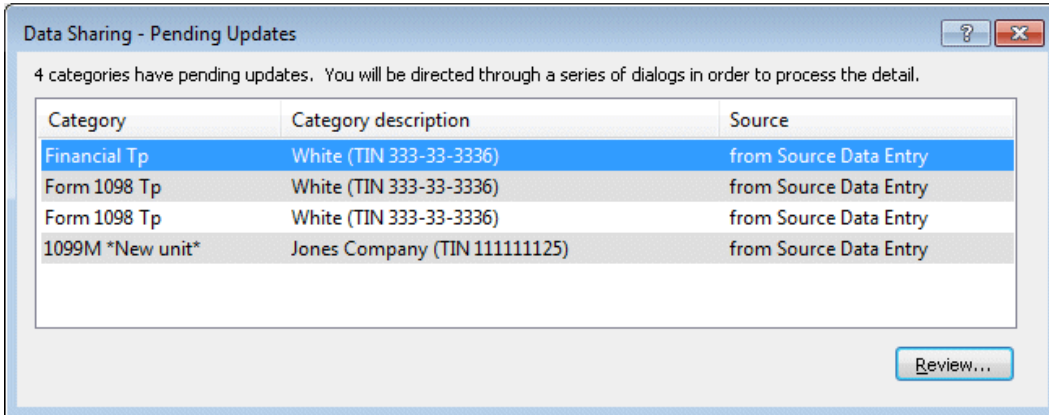 Data Sharing - Pending Updates
4 categories have pending updates. You will be directed through a series of dialogs in order to process the detail.
Category Category description Source
Financial Tp White (TIN 333-33-3336) from Source Data Entry
Form 1098 Tp White (TIN 333-33-3336) from Source Data Entry
Form 1098 Tp White (TIN 333-33-3336) from Source Data Entry
1099M *New unit* Jones Company (TIN 111111125) from Source Data Entry
Review...